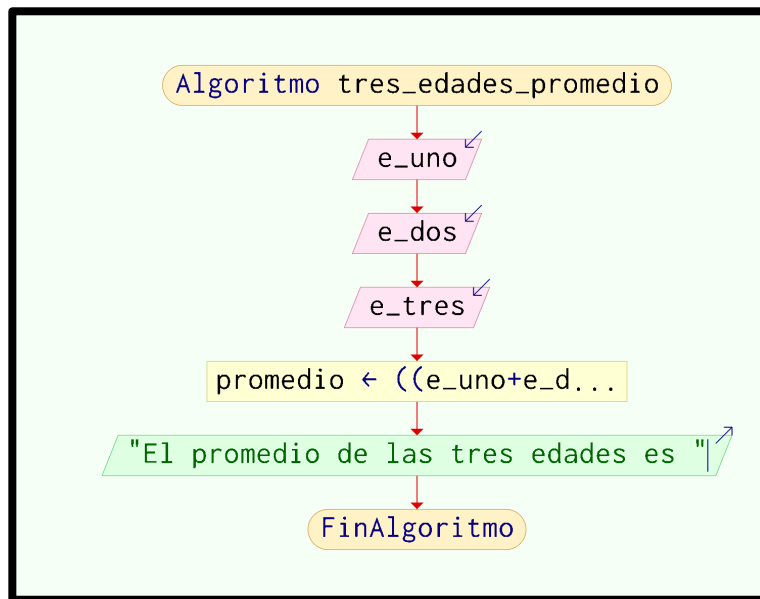 Algoritmo tres_edades_promedio
e_uno
e_dos
e_tres
promedio ← ((e_uno+e_d...
"El promedio de las tres edades es "
FinAlgoritmo